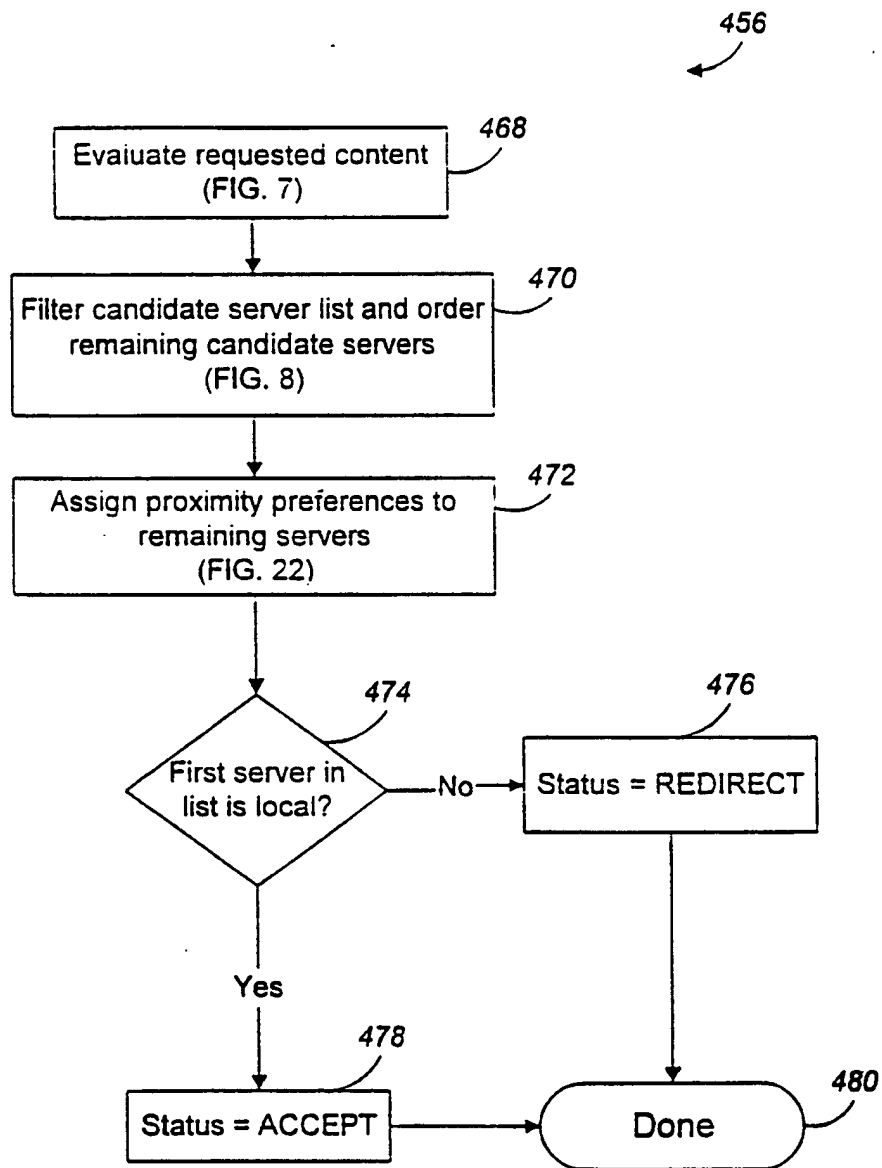 456
468
Evaluate requested content
(FIG. 7)
470
Filter candidate server list and order
remaining candidate servers
(FIG. 8)
472
Assign proximity preferences to
remaining servers
(FIG. 22)
474
First server in
list is local?
No
476
Status = REDIRECT
Yes
478
Status = ACCEPT
480
Done